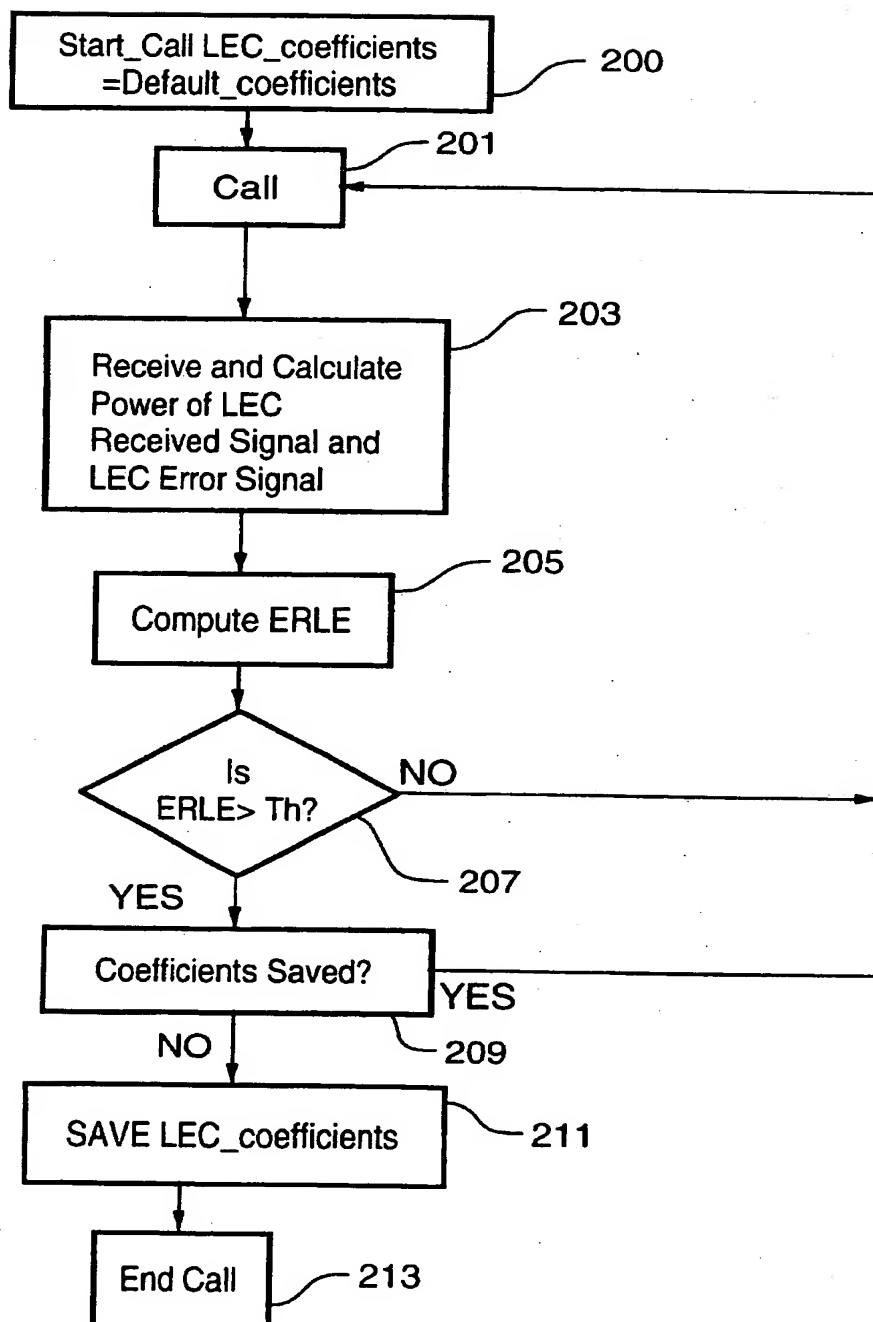 Start_Call LEC_coefficients
=Default_coefficients
200
201
Call
203
Receive and Calculate
Power of LEC
Received Signal and
LEC Error Signal
205
Compute ERLE
Is
ERLE> Th?
NO
207
YES
Coefficients Saved?
YES
209
NO
SAVE LEC_coefficients
211
End Call
213